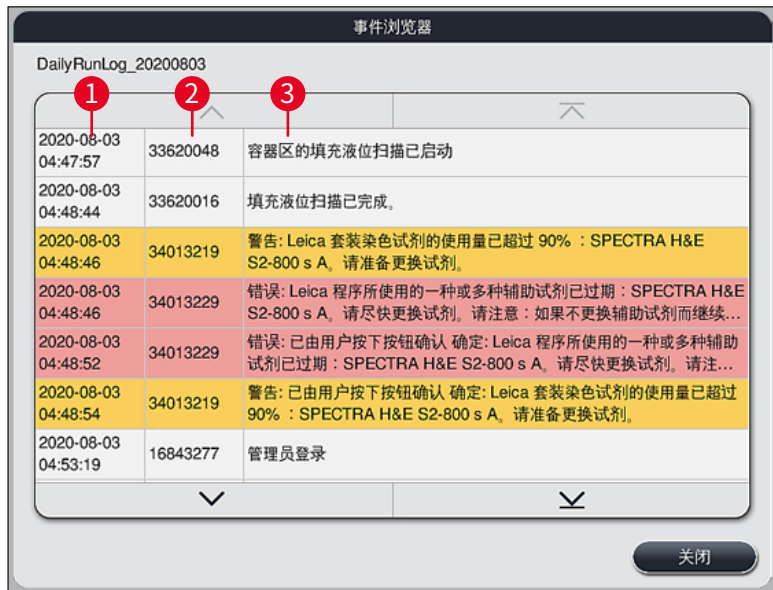 事件浏览器
DailyRunLog_20200803
1 2 3
2020-08-03
04:47:57
33620048
容器区的填充液位扫描已启动
2020-08-03
04:48:44
33620016
填充液位扫描已完成。
2020-08-03
04:48:46
34013219
警告: Leica 套装染色试剂的使用量已超过 90% ：SPECTRA H&E
S2-800 s A。请准备更换试剂。
2020-08-03
04:48:46
34013229
错误: Leica 程序所使用的一种或多种辅助试剂已过期：SPECTRA H&E
S2-800 s A。请尽快更换试剂。请注意：如果不更换辅助试剂而继续...
2020-08-03
04:48:52
34013229
错误: 已由用户按下按钮确认 确定: Leica 程序所使用的一种或多种辅助
试剂已过期：SPECTRA H&E S2-800 s A。请尽快更换试剂。请注...
2020-08-03
04:48:54
34013219
警告: 已由用户按下按钮确认 确定: Leica 套装染色试剂的使用量已超过
90% ：SPECTRA H&E S2-800 s A。请准备更换试剂。
2020-08-03
04:53:19
16843277
管理员登录
关闭